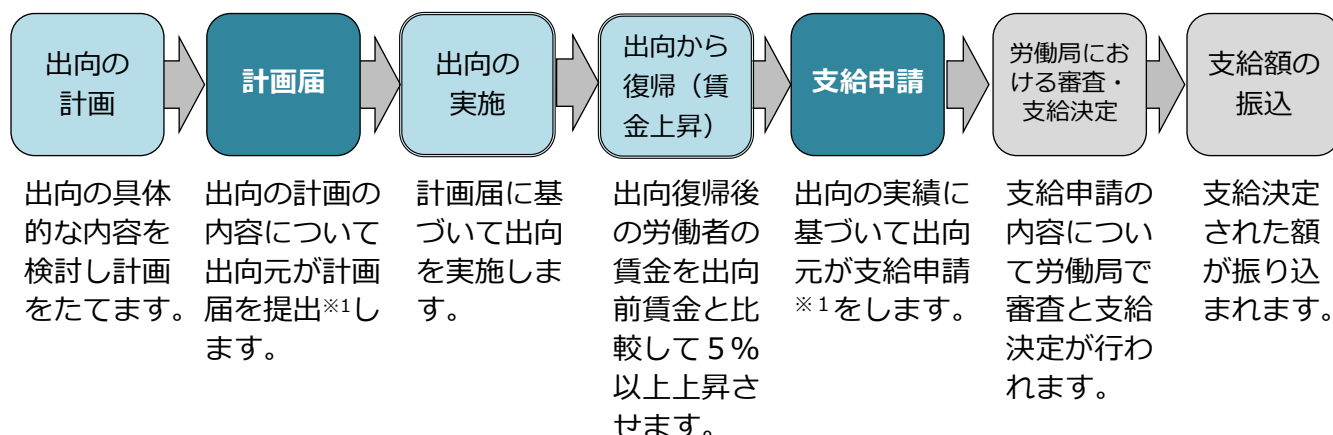 出向の
計画
計画届
出向の
実施
出向から
復帰（賃
金上昇）
支給申請
労働局にお
ける審査・
支給決定
支給額の
振込
出向の具体
的な内容を
検討し計画
をたてます。
出向の計画の
内容について
出向元が計画
届を提出※1し
ます。
計画届に基
づいて出向
を実施しま
す。
出向復帰後
の労働者の
賃金を出向
前賃金と比
較して５%
以上上昇さ
せます。
出向の実績に
基づいて出向
元が支給申請
※１をします。
支給申請の
内容につい
て労働局で
審査と支給
決定が行わ
れます。
支給決定
された額
が振り込
まれます。